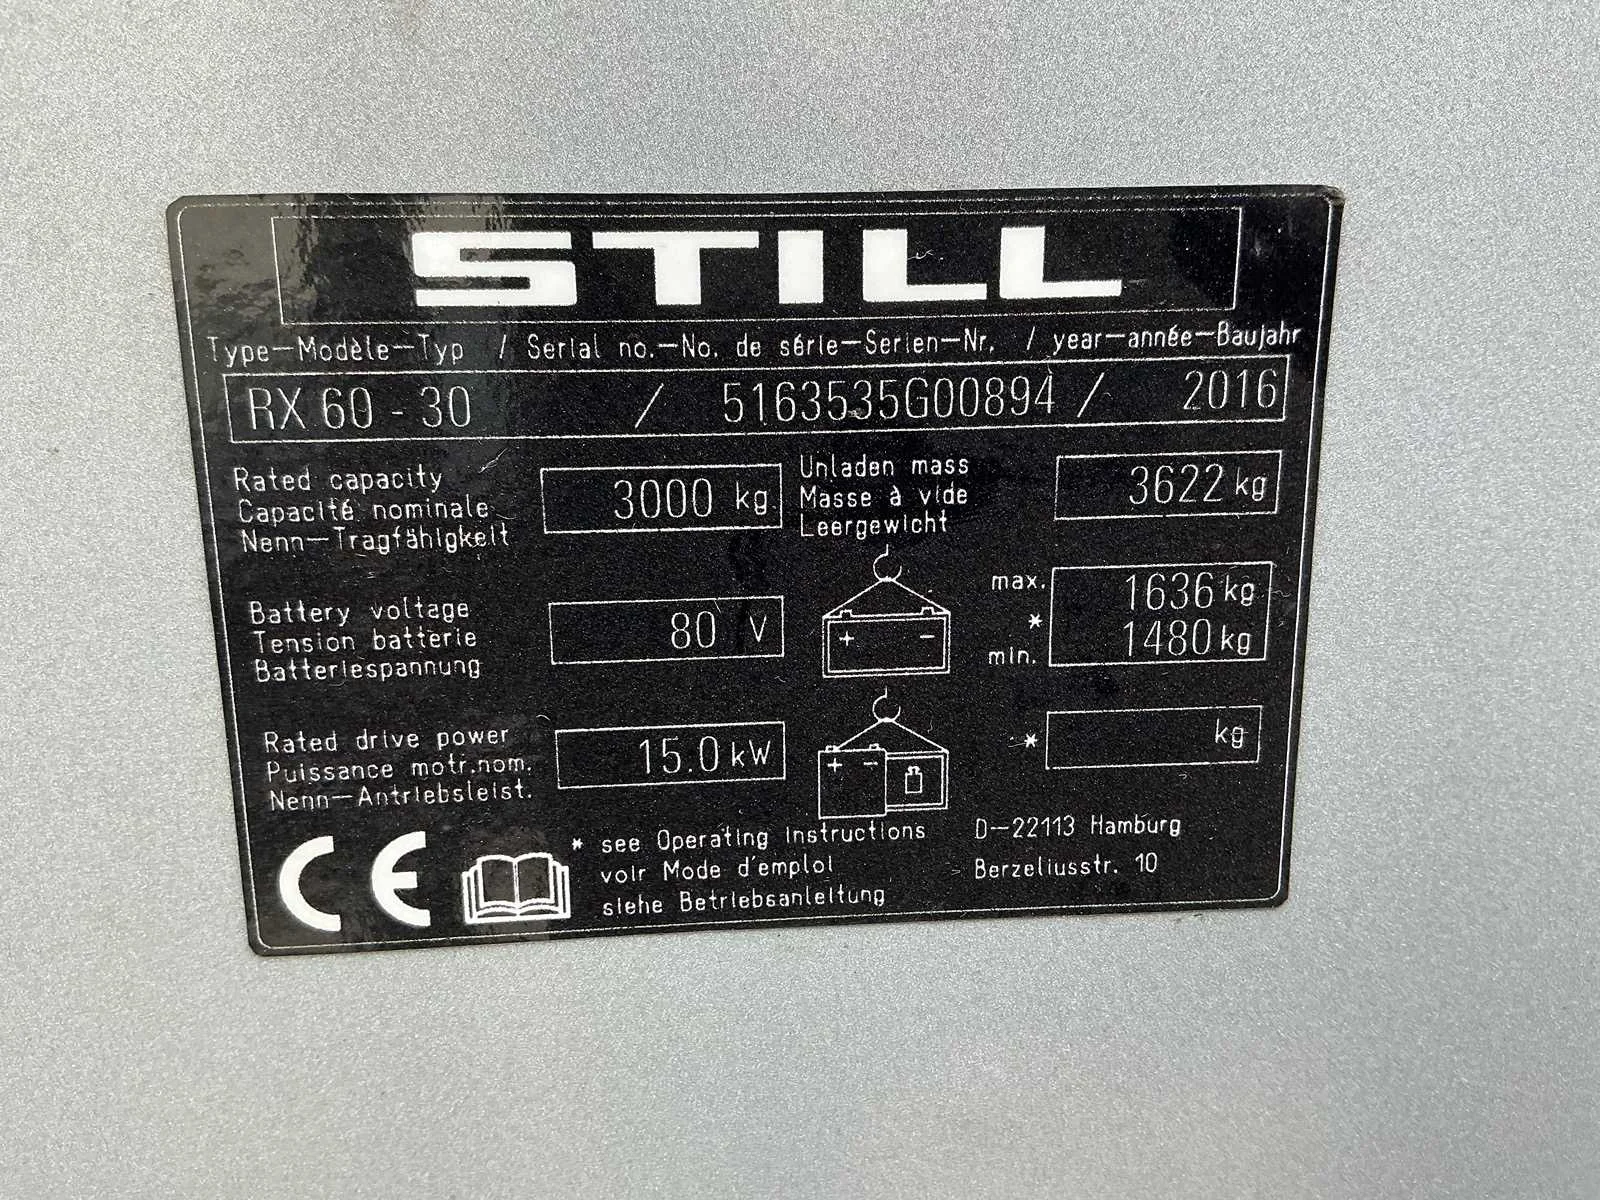 STILL
Type-Modèle-Typ / Serial no.-No. de série-Serien-Nr. / year-année-Baujahr
RX 60 - 30 / 5163535G00894 / 2016
Rated capacity
Capacité nominale
Nenn-Tragfähigkeit
3000 kg
Unladen mass
Masse à vide
Leergewicht
3622 kg
Battery voltage
Tension batterie
Batteriespannung
80 V
+ -
max. 1636 kg
*
min. 1480 kg
Rated drive power
Puissance motr.nom.
Nenn-Antriebsleist.
15.0 kW
+ -
* kg
CE
* see Operating Instructions
voir Mode d'emploi
siehe Betriebsanleitung
D-22113 Hamburg
Berzeliusstr. 10